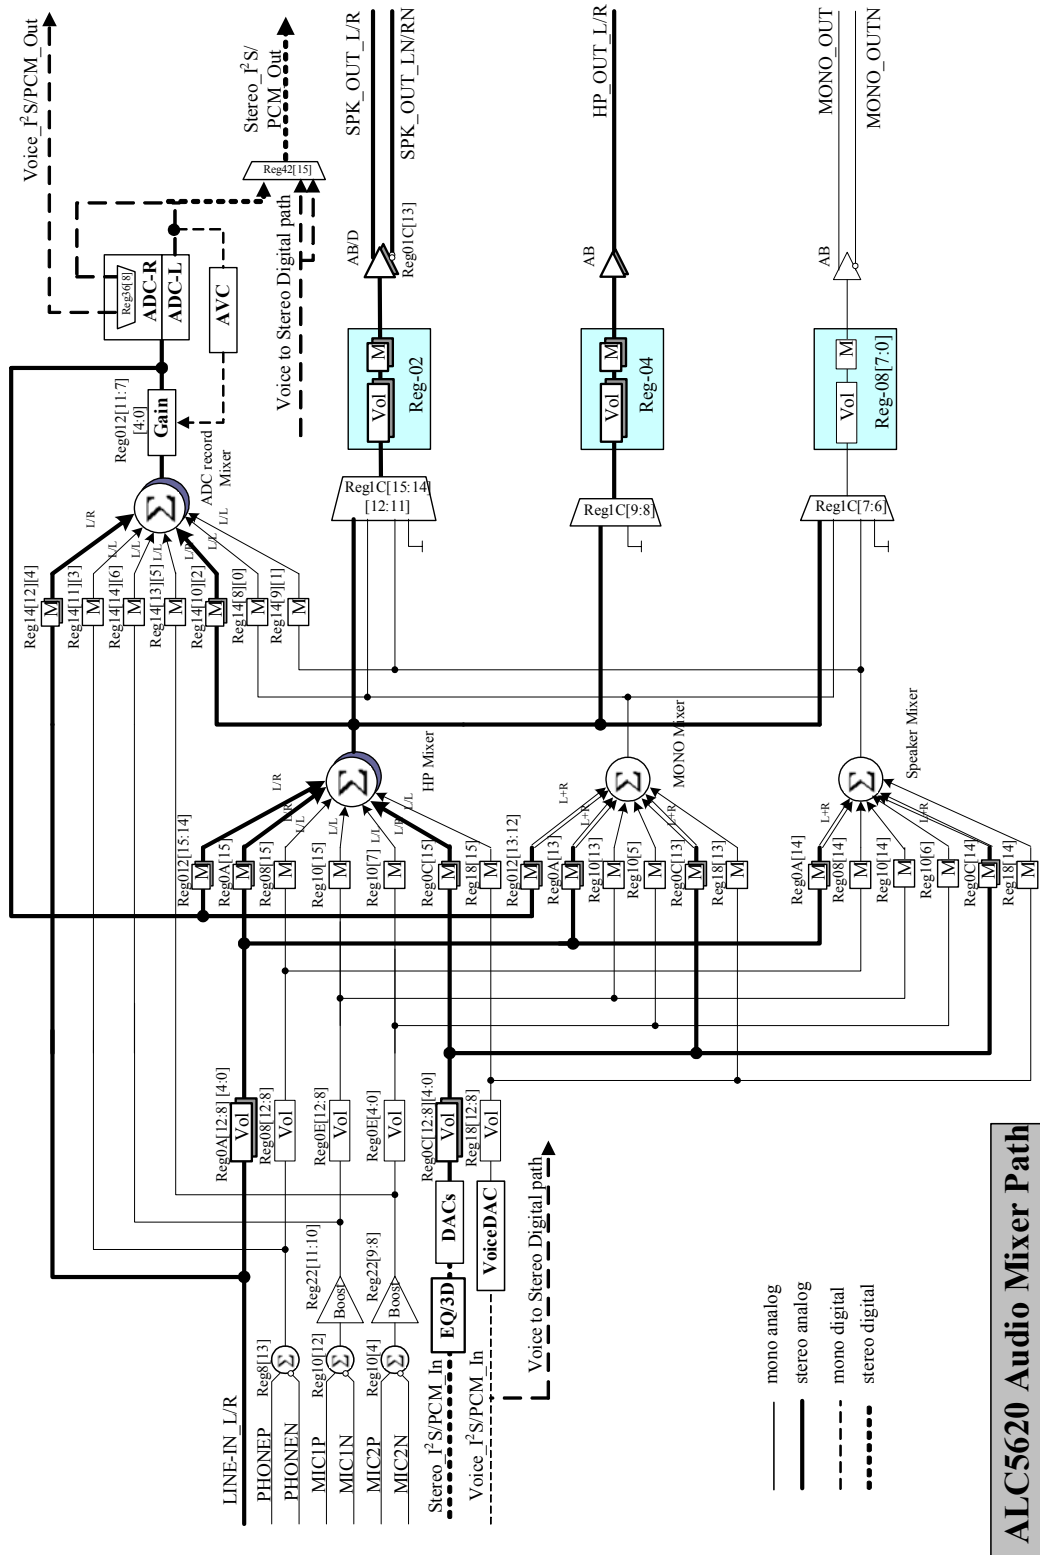 LINE-IN_L/R
PHONEP
PHONEN
MIC1P
MIC1N
MIC2P
MIC2N
Stereo_I²S/PCM_In
Voice_I²S/PCM_In
Reg8[13]
Σ
Reg10[12]
Σ
Reg10[4]
Σ
Reg22[11:10]
Boost
Reg22[9:8]
Boost
EQ/3D
DACs
VoiceDAC
Voice to Stereo Digital path
Reg0A[12:8] [4:0]
Vol
Reg08[12:8]
Vol
Reg0E[12:8]
Vol
Reg0E[4:0]
Vol
Reg0C[12:8][4:0]
Vol
Reg18[12:8]
Vol
Reg012[15:14]
M
Reg0A[15]
M
Reg08[15]
M
Reg10[15]
M
Reg10[7]
M
Reg0C[15]
M
Reg18[15]
M
Reg012[13:12]
M
Reg0A[13]
M
Reg10[13]
M
Reg10[5]
M
Reg0C[13]
M
Reg18[13]
M
Reg0A[14]
M
Reg08[14]
M
Reg10[14]
M
Reg10[6]
M
Reg0C[14]
M
Reg18[14]
M
L/R
L/R
L/L
L/L
L/L
L/R
L/L
Σ
HP Mixer
L+R
L+R
Σ
MONO Mixer
L+R
L+R
Σ
Speaker Mixer
Reg14[12][4]
M
Reg14[11][3]
M
Reg14[14][6]
M
Reg14[13][5]
M
Reg14[10][2]
M
Reg14[8][0]
M
Reg14[9][1]
M
L/R
L/L
L/L
L/L
L/R
L/L
L/L
Σ
ADC record
Mixer
Reg012[11:7]
[4:0]
Gain
Reg36[8]
ADC-R
ADC-L
AVC
Voice_I²S/PCM_Out
Stereo_I²S/
PCM_Out
Reg42[15]
Voice to Stereo Digital path
Reg1C[15:14]
[12:11]
Vol
M
Reg-02
AB/D
Reg01C[13]
SPK_OUT_L/R
SPK_OUT_LN/RN
Reg1C[9:8]
Vol
M
Reg-04
AB
HP_OUT_L/R
Reg1C[7:6]
Vol
M
Reg-08[7:0]
AB
MONO_OUT
MONO_OUTN
mono analog
stereo analog
mono digital
stereo digital
ALC5620 Audio Mixer Path